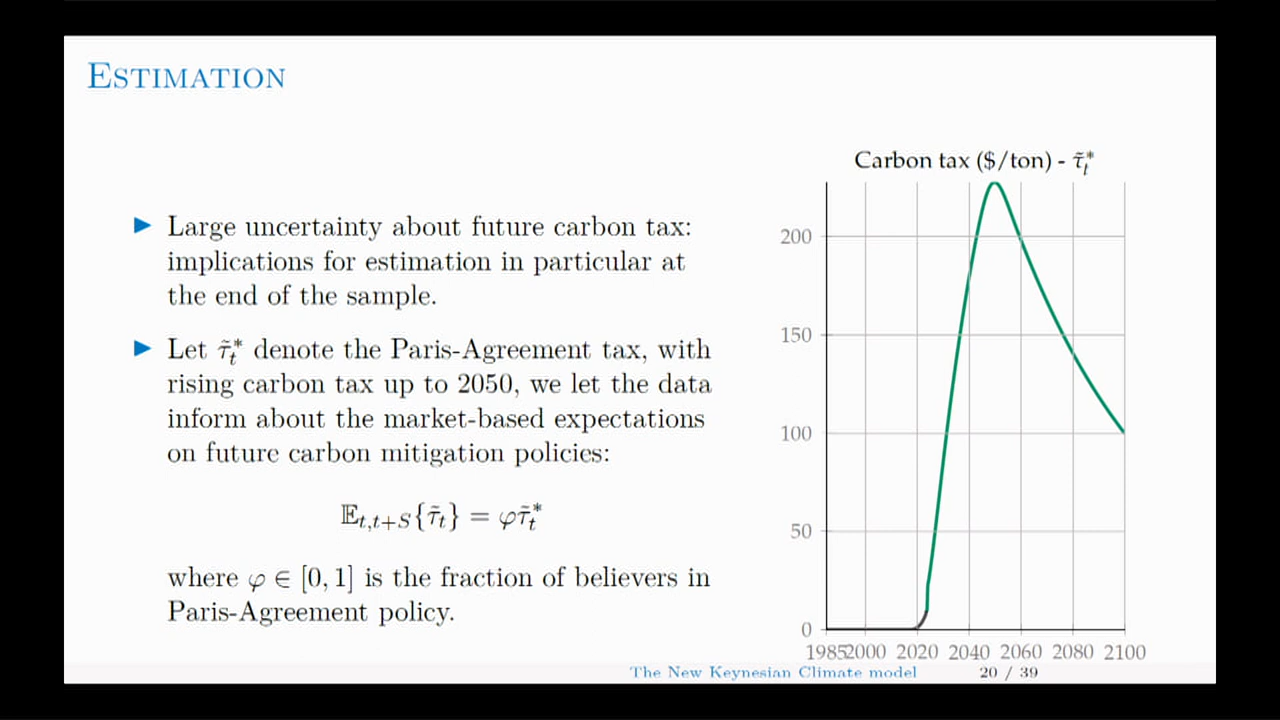 ESTIMATION
▶ Large uncertainty about future carbon tax:
implications for estimation in particular at
the end of the sample.
▶ Let τ̃ₜ* denote the Paris-Agreement tax, with
rising carbon tax up to 2050, we let the data
inform about the market-based expectations
on future carbon mitigation policies:
𝔼ₜ,ₜ₊S{τ̃ₜ} = φτ̃ₜ*
where φ ∈ [0, 1] is the fraction of believers in
Paris-Agreement policy.
Carbon tax ($/ton) - τ̃ₜ*
200
150
100
50
0
1985 2000 2020 2040 2060 2080 2100
The New Keynesian Climate model 20 / 39